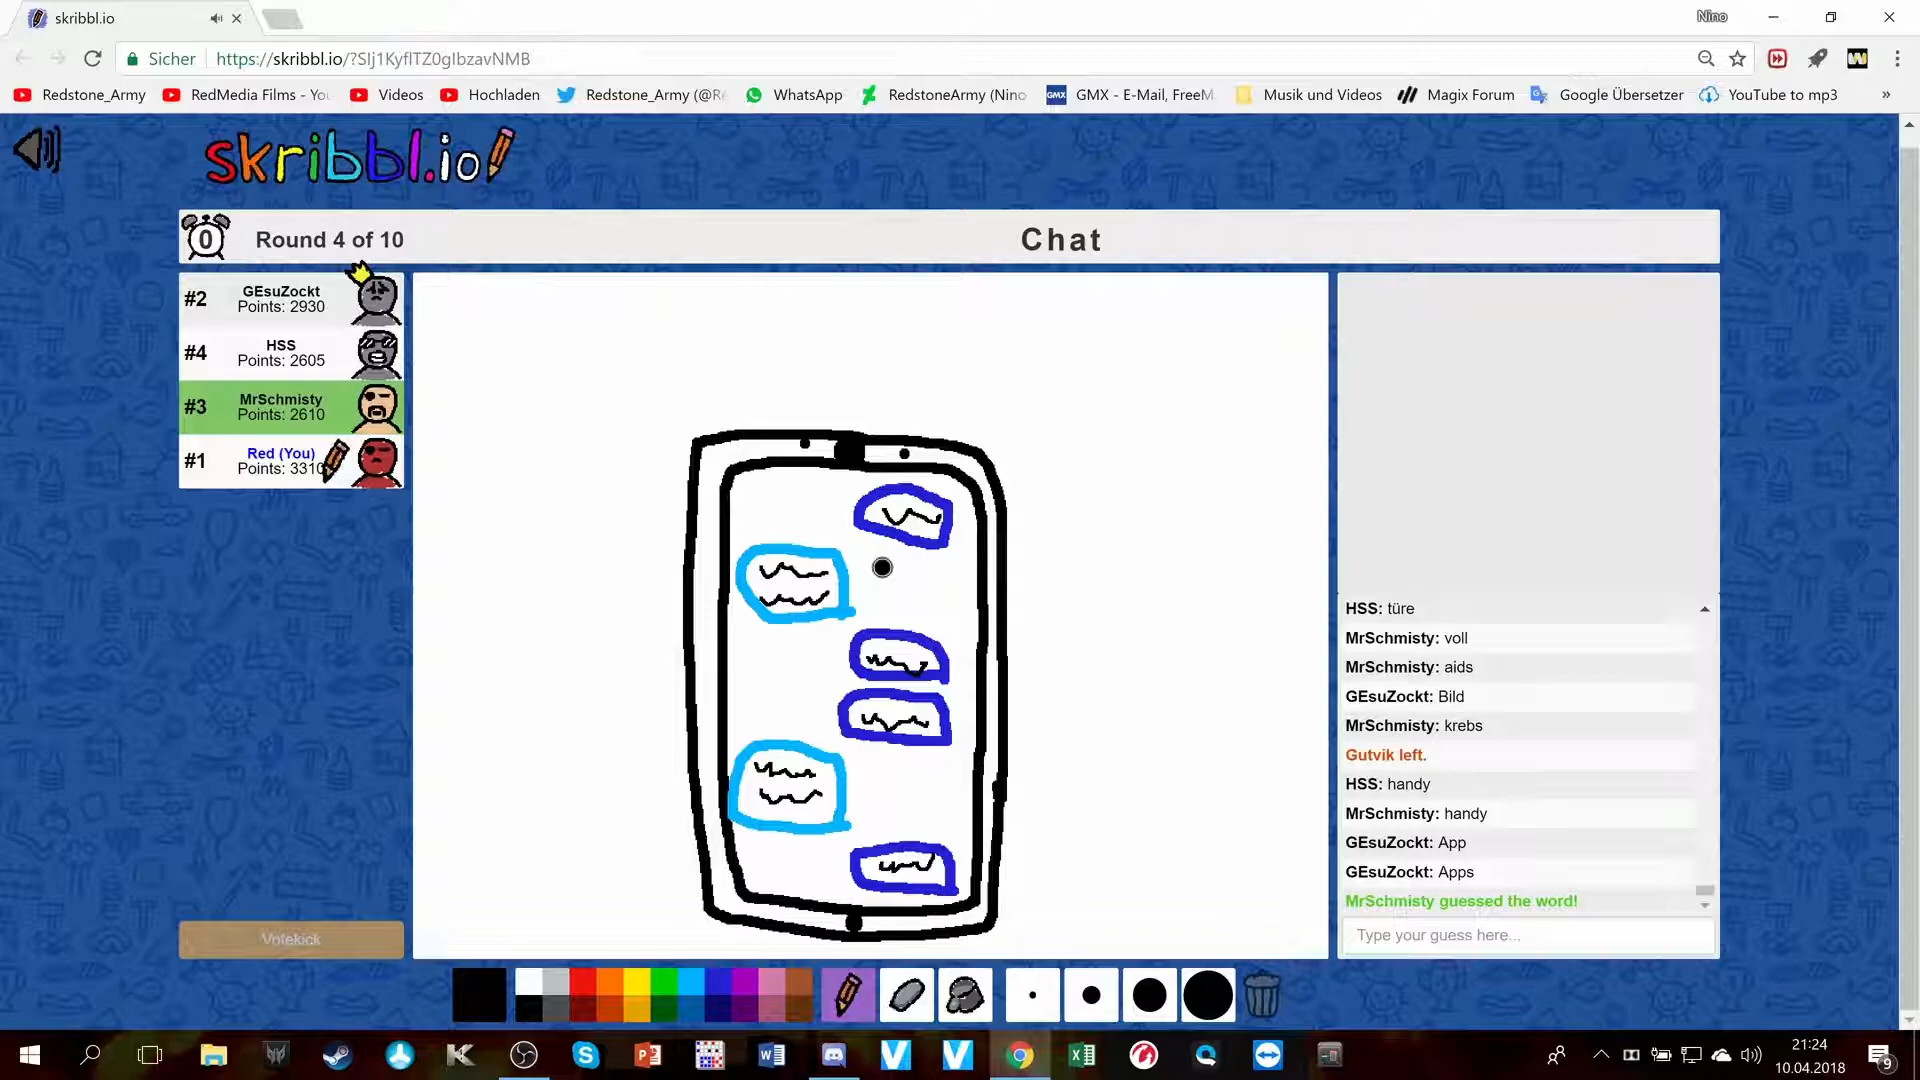 skribbl.io
Nino
Sicher
https://skribbl.io/?SIj1KyflTZ0gIbzavNMB
Redstone_Army
RedMedia Films - You
Videos
Hochladen
Redstone_Army (@Re
WhatsApp
RedstoneArmy (Nino
GMX - E-Mail, FreeM
Musik und Videos
Magix Forum
Google Übersetzer
YouTube to mp3
»
skribbl.io
0
Round 4 of 10
Chat
#2
GEsuZockt
Points: 2930
#4
HSS
Points: 2605
#3
MrSchmisty
Points: 2610
#1
Red (You)
Points: 3310
HSS: türe
MrSchmisty: voll
MrSchmisty: aids
GEsuZockt: Bild
MrSchmisty: krebs
Gutvik left.
HSS: handy
MrSchmisty: handy
GEsuZockt: App
GEsuZockt: Apps
MrSchmisty guessed the word!
Type your guess here...
Votekick
21:24
10.04.2018
9